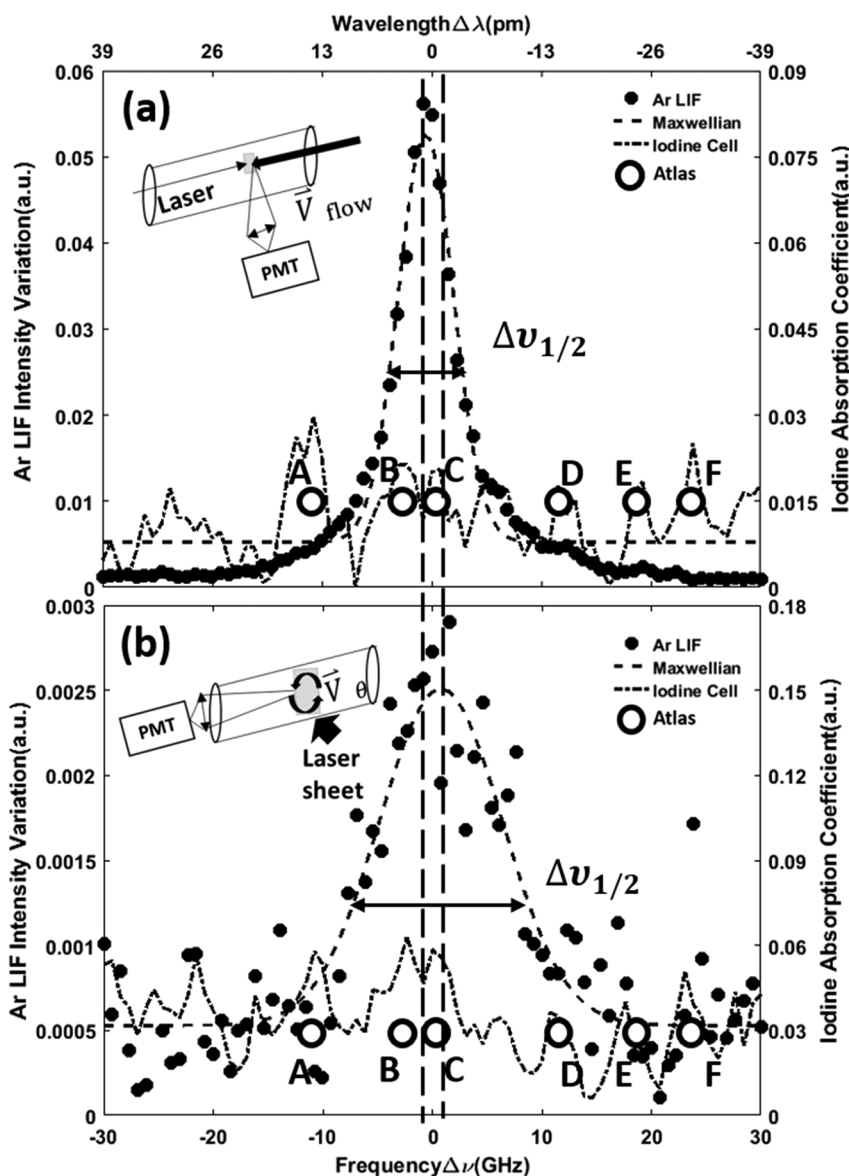 WavelengthΔλ(pm)
39 26 13 0 -13 -26 -39
(a)
Ar LIF
Maxwellian
Iodine Cell
Atlas
Laser
V flow
PMT
Δυ1/2
A B C D E F
Ar LIF Intensity Variation(a.u.)
0.06
0.05
0.04
0.03
0.02
0.01
0
Iodine Absorption Coefficient(a.u.)
0.09
0.075
0.06
0.045
0.03
0.015
0
(b)
Ar LIF
Maxwellian
Iodine Cell
Atlas
PMT
V θ
Laser
sheet
Δυ1/2
A B C D E F
Ar LIF Intensity Variation(a.u.)
0.003
0.0025
0.002
0.0015
0.001
0.0005
0
Iodine Absorption Coefficient(a.u.)
0.18
0.15
0.12
0.09
0.06
0.03
0
-30 -20 -10 0 10 20 30
FrequencyΔν(GHz)